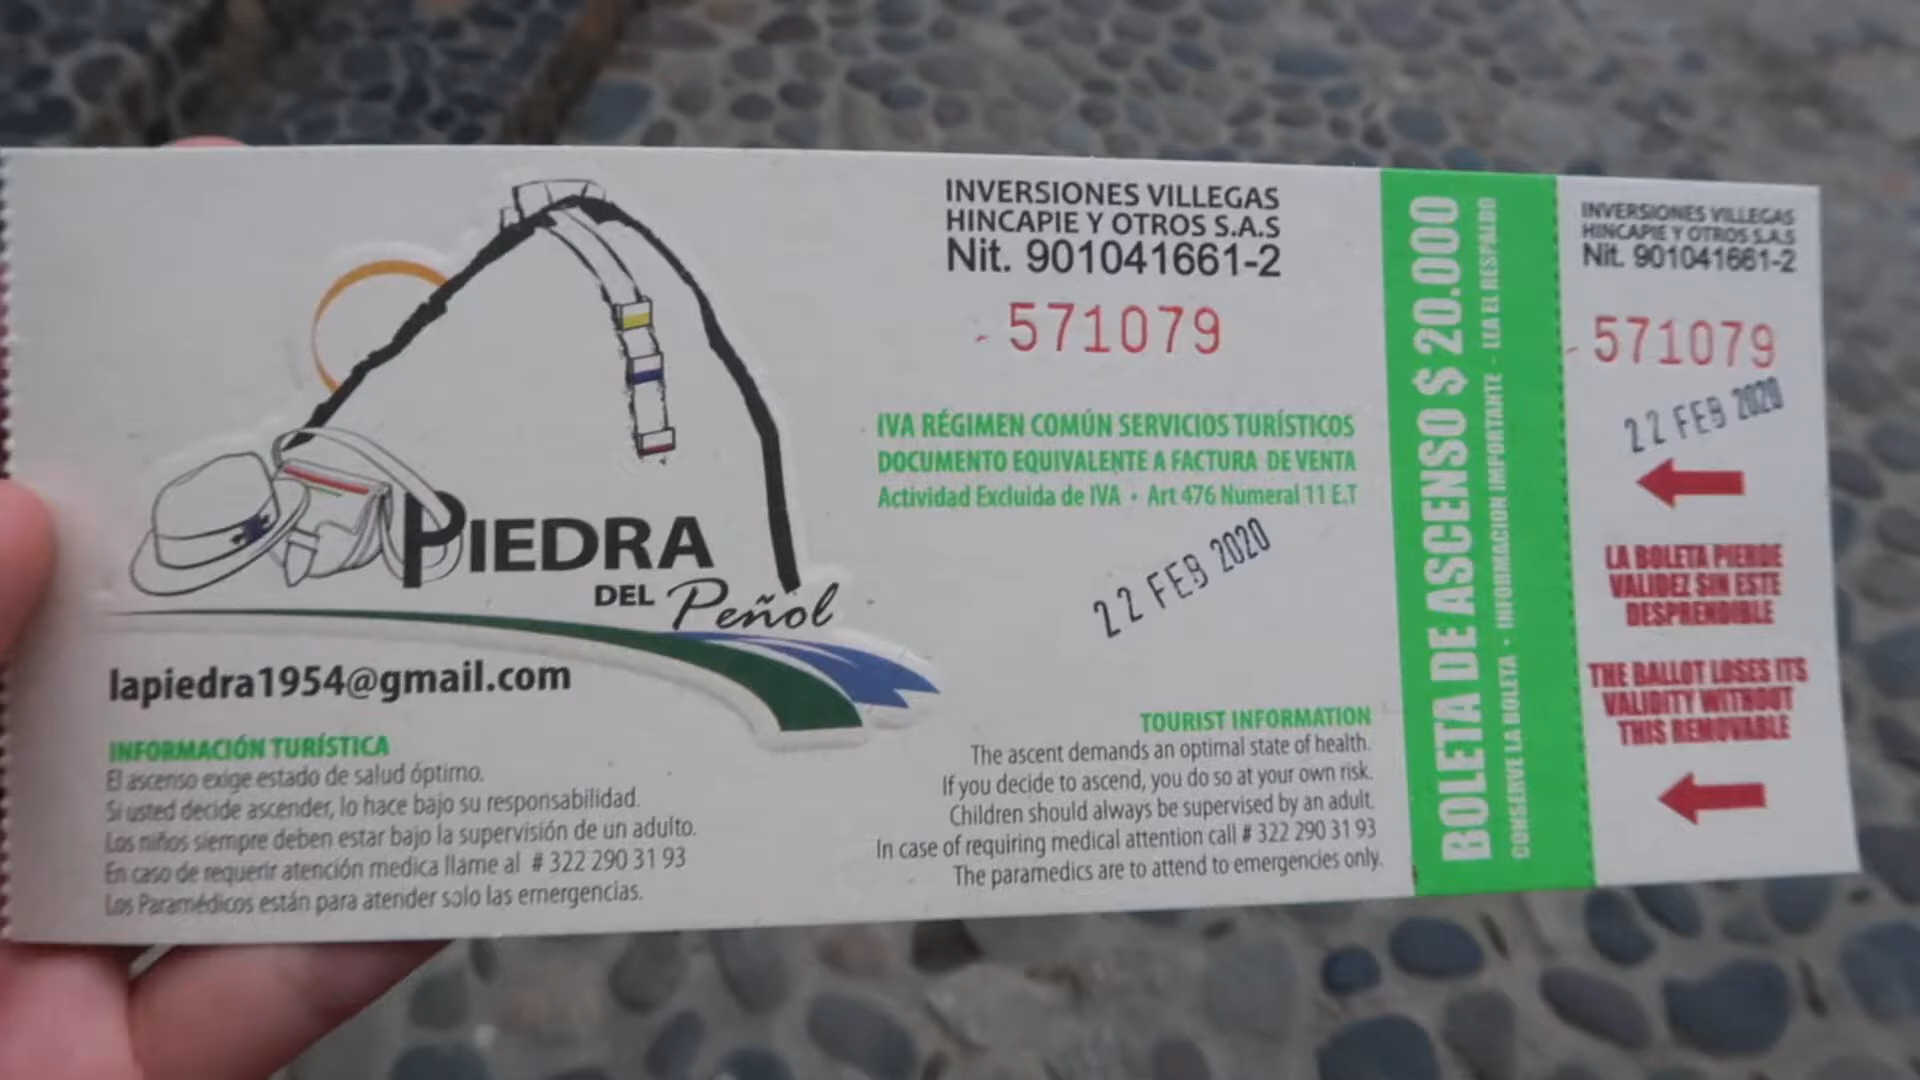 PIEDRA
DEL Peñol
lapiedra1954@gmail.com
INFORMACIÓN TURÍSTICA
El ascenso exige estado de salud óptimo.
Si usted decide ascender, lo hace bajo su responsabilidad.
Los niños siempre deben estar bajo la supervisión de un adulto.
En caso de requerir atención medica llame al # 322 290 31 93
Los Paramédicos están para atender solo las emergencias.
INVERSIONES VILLEGAS
HINCAPIE Y OTROS S.A.S
Nit. 901041661-2
- 571079
IVA RÉGIMEN COMÚN SERVICIOS TURÍSTICOS
DOCUMENTO EQUIVALENTE A FACTURA DE VENTA
Actividad Excluida de IVA • Art 476 Numeral 11 E.T
22 FEB 2020
TOURIST INFORMATION
The ascent demands an optimal state of health.
If you decide to ascend, you do so at your own risk.
Children should always be supervised by an adult.
In case of requiring medical attention call # 322 290 31 93
The paramedics are to attend to emergencies only.
BOLETA DE ASCENSO $ 20.000
CONSERVE LA BOLETA • INFORMACION IMPORTANTE - LEA EL RESPALDO
INVERSIONES VILLEGAS
HINCAPIE Y OTROS S.A.S
Nit. 901041661-2
- 571079
22 FEB 2020
LA BOLETA PIERDE
VALIDEZ SIN ESTE
DESPRENDIBLE
THE BALLOT LOSES ITS
VALIDITY WITHOUT
THIS REMOVABLE